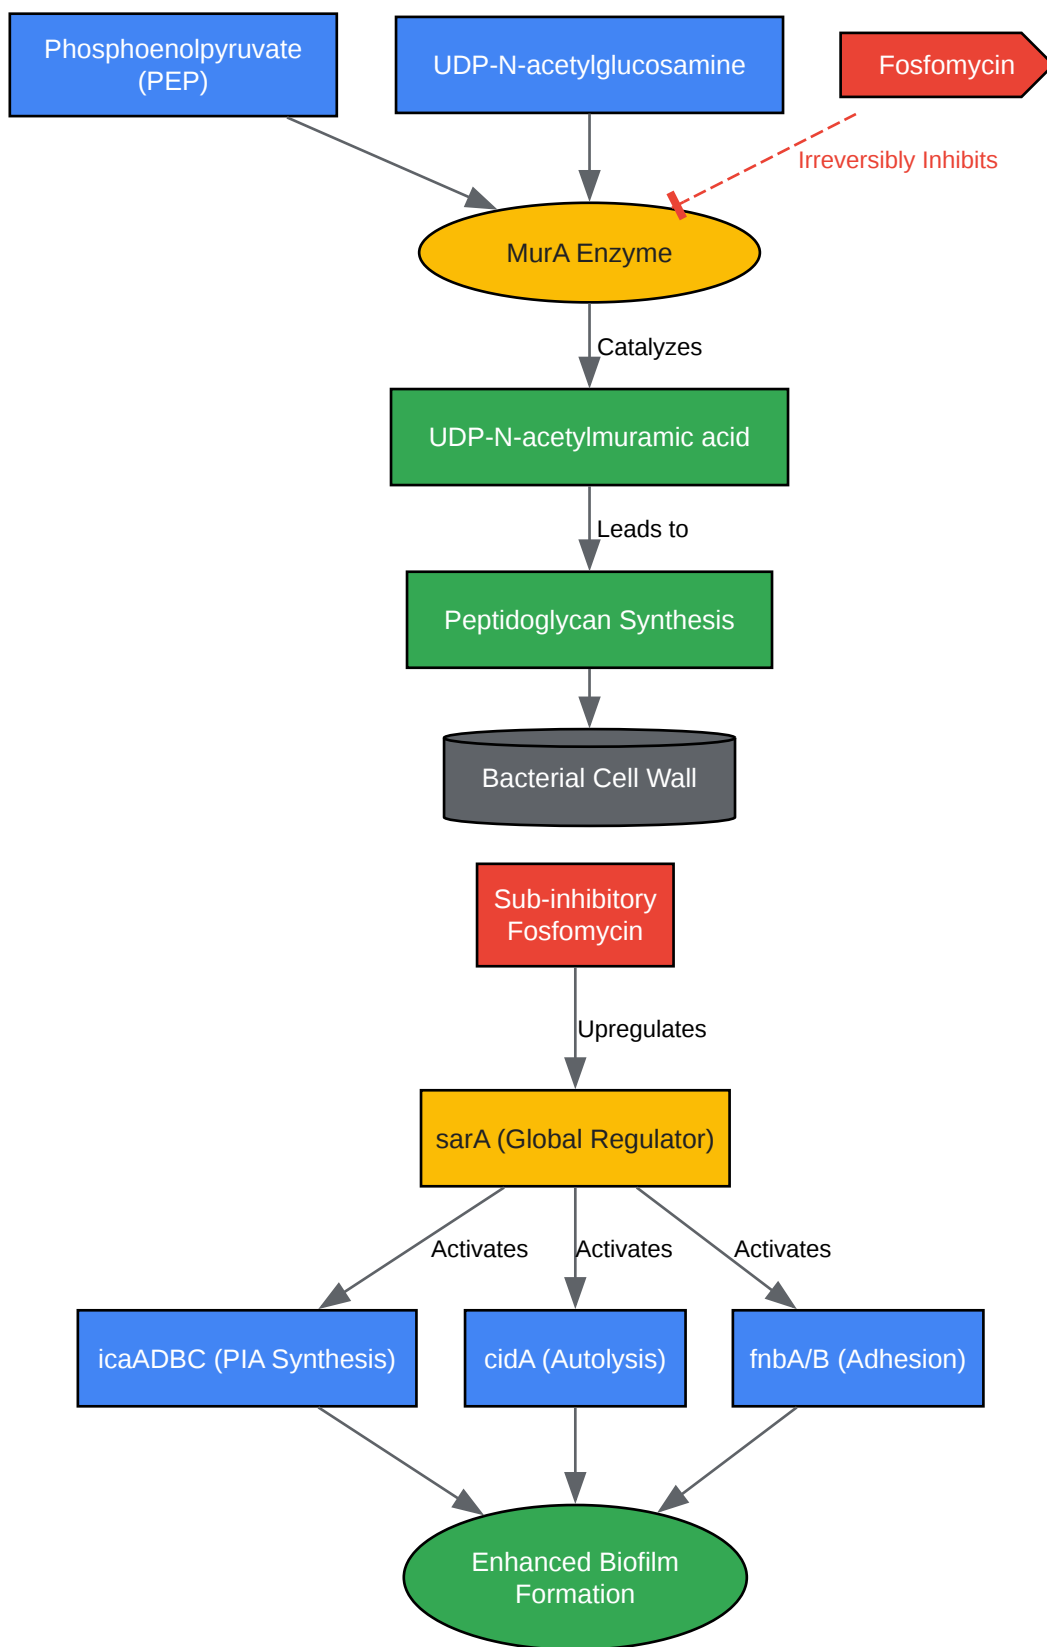 Phosphoenolpyruvate
(PEP)
UDP-N-acetylglucosamine
Fosfomycin
Irreversibly Inhibits
MurA Enzyme
Catalyzes
UDP-N-acetylmuramic acid
Leads to
Peptidoglycan Synthesis
Bacterial Cell Wall
Sub-inhibitory
Fosfomycin
Upregulates
sarA (Global Regulator)
Activates
Activates
Activates
icaADBC (PIA Synthesis)
cidA (Autolysis)
fnbA/B (Adhesion)
Enhanced Biofilm
Formation